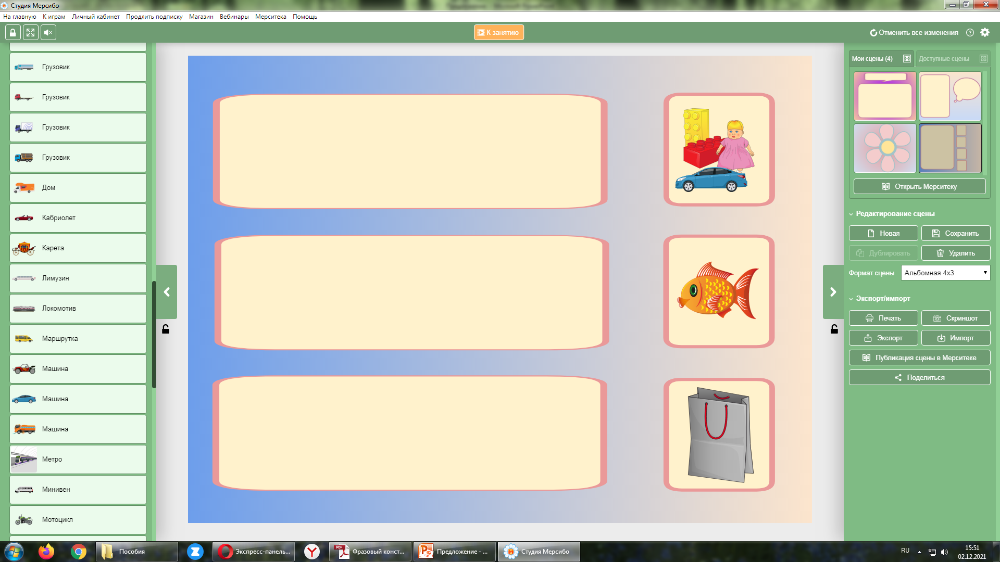 Студия Мерсибо
На главную К играм Личный кабинет Продлить подписку Магазин Вебинары Мерситека Помощь
К занятию
Отменить все изменения
Грузовик
Грузовик
Грузовик
Грузовик
Дом
Кабриолет
Карета
Лимузин
Локомотив
Маршрутка
Машина
Машина
Машина
Метро
Минивен
Мотоцикл
Мои сцены (4)
Доступные сцены
Открыть Мерситеку
Редактирование сцены
Новая
Сохранить
Дублировать
Удалить
Формат сцены
Альбомная 4x3
Экспорт/импорт
Печать
Скриншот
Экспорт
Импорт
Публикация сцены в Мерситеке
Поделиться
Пособия
Экспресс-панель...
PDF
Фразовый конст...
Предложение - ...
Студия Мерсибо
RU
15:51
02.12.2021